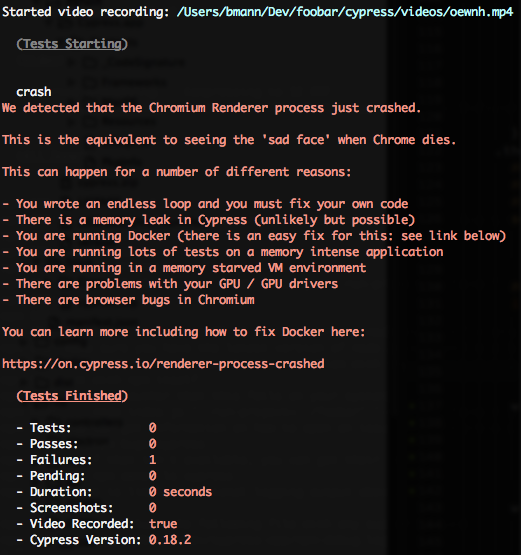 Started video recording: /Users/bmann/Dev/foobar/cypress/videos/oewnh.mp4
(Tests Starting)
crash
We detected that the Chromium Renderer process just crashed.
This is the equivalent to seeing the 'sad face' when Chrome dies.
This can happen for a number of different reasons:
- You wrote an endless loop and you must fix your own code
- There is a memory leak in Cypress (unlikely but possible)
- You are running Docker (there is an easy fix for this: see link below)
- You are running lots of tests on a memory intense application
- You are running in a memory starved VM environment
- There are problems with your GPU / GPU drivers
- There are browser bugs in Chromium
You can learn more including how to fix Docker here:
https://on.cypress.io/renderer-process-crashed
(Tests Finished)
- Tests: 0
- Passes: 0
- Failures: 1
- Pending: 0
- Duration: 0 seconds
- Screenshots: 0
- Video Recorded: true
- Cypress Version: 0.18.2